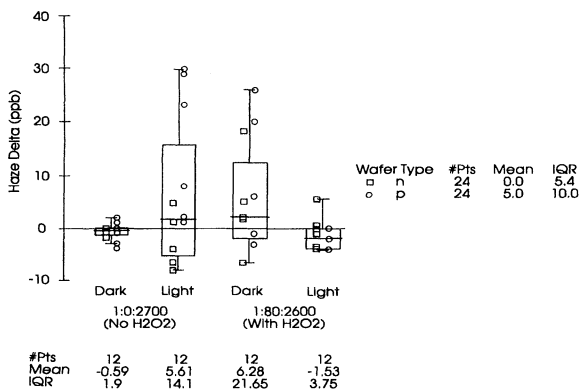 40
30
20
10
0
-10
Haze Delta (ppb)
Wafer Type #Pts Mean IQR
n 24 0.0 5.4
p 24 5.0 10.0
Dark Light Dark Light
1:0:2700 1:80:2600
(No H2O2) (With H2O2)
#Pts 12 12 12 12
Mean -0.59 5.61 6.28 -1.53
IQR 1.9 14.1 21.65 3.75